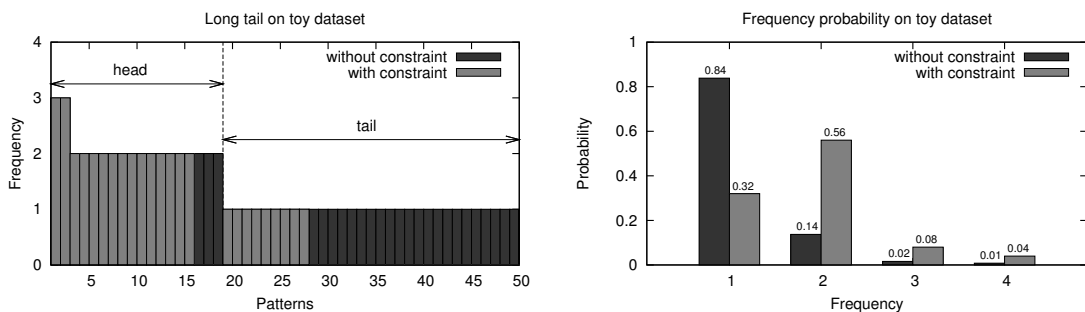 Long tail on toy dataset
4
3
2
1
0
Frequency
without constraint
with constraint
head
tail
5 10 15 20 25 30 35 40 45 50
Patterns
Frequency probability on toy dataset
1
0.8
0.6
0.4
0.2
0
Probability
without constraint
with constraint
0.84
0.32
0.14
0.56
0.02
0.08
0.01
0.04
1 2 3 4
Frequency